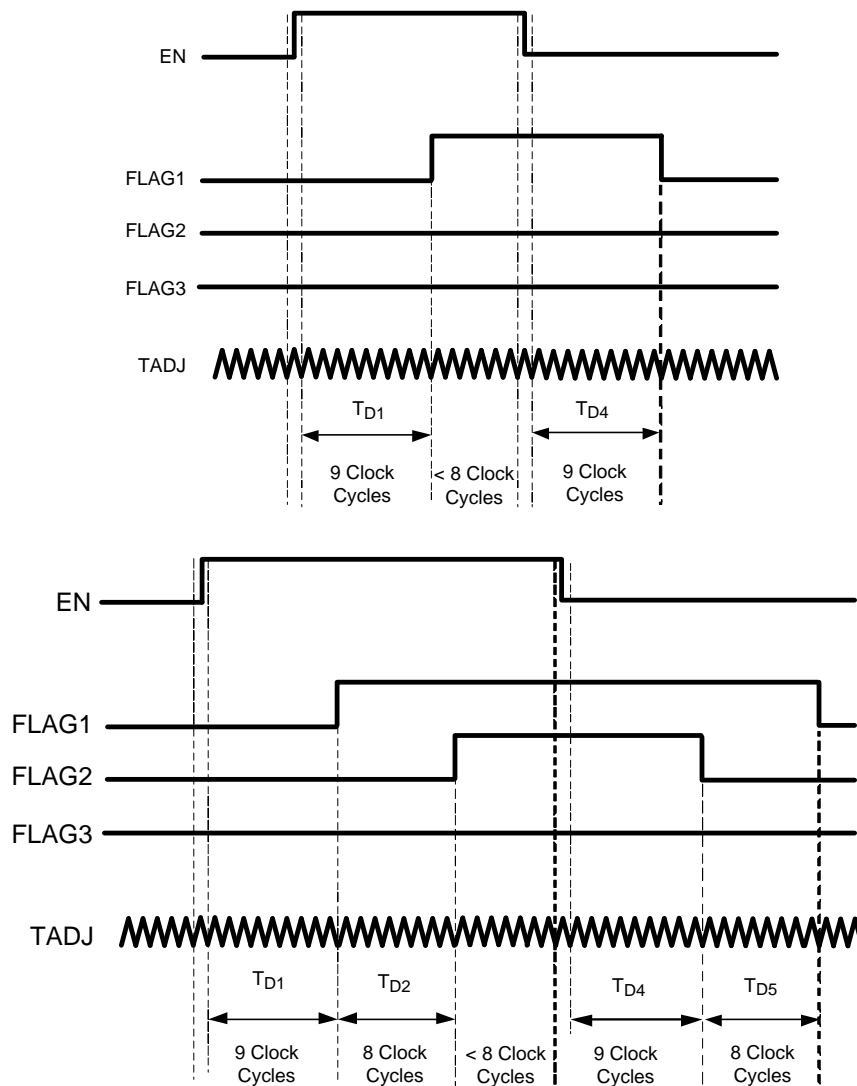 EN
FLAG1
FLAG2
FLAG3
TADJ
TD1 TD4
9 Clock Cycles < 8 Clock Cycles 9 Clock Cycles
EN
FLAG1
FLAG2
FLAG3
TADJ
TD1 TD2 TD4 TD5
9 Clock Cycles 8 Clock Cycles < 8 Clock Cycles 9 Clock Cycles 8 Clock Cycles